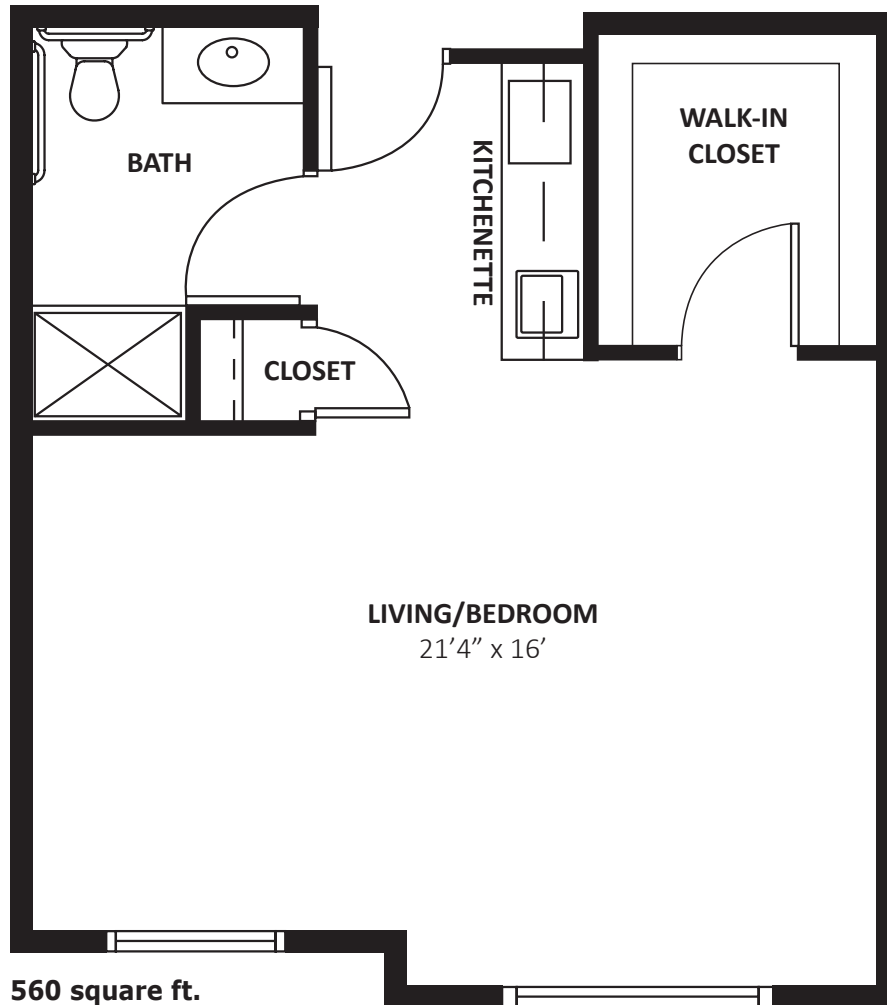 BATH
KITCHENETTE
WALK-IN
CLOSET
CLOSET
LIVING/BEDROOM
21’4” x 16’
560 square ft.